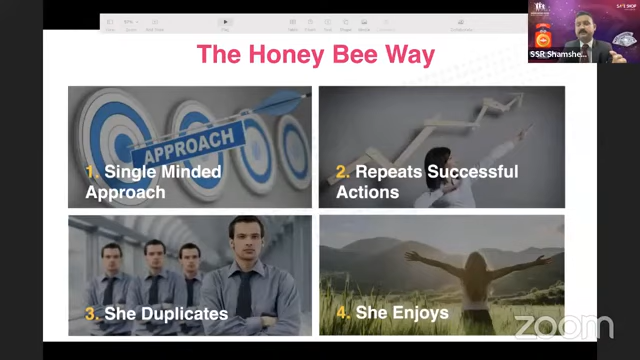 The Honey Bee Way
APPROACH
1. Single Minded
Approach
2. Repeats Successful
Actions
3. She Duplicates
4. She Enjoys
SSR Shamshe...
zoom